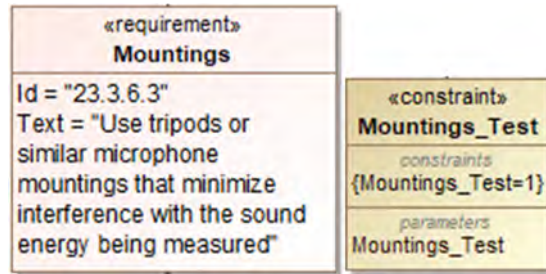 «requirement»
Mountings
Id = "23.3.6.3"
Text = "Use tripods or
similar microphone
mountings that minimize
interference with the sound
energy being measured"
«constraint»
Mountings_Test
constraints
{Mountings_Test=1}
parameters
Mountings_Test